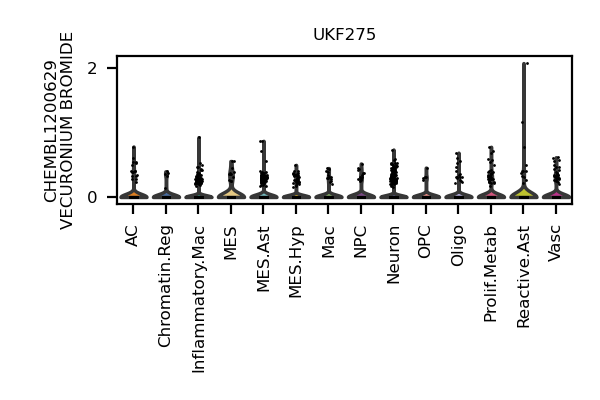 UKF275
CHEMBL1200629
VECURONIUM BROMIDE
2
0
AC
Chromatin.Reg
Inflammatory.Mac
MES
MES.Ast
MES.Hyp
Mac
NPC
Neuron
OPC
Oligo
Prolif.Metab
Reactive.Ast
Vasc